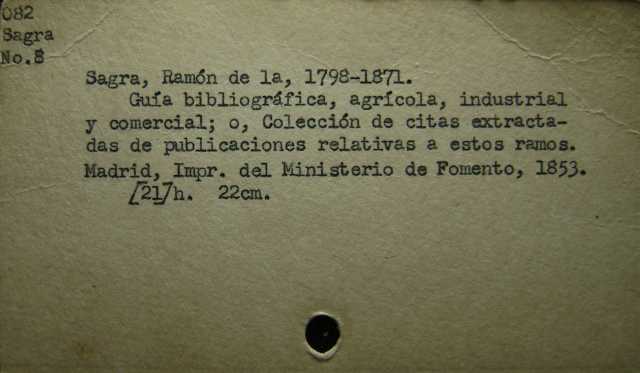 082
Sagra
No.8
Sagra, Ramón de la, 1798-1871.
Guía bibliográfica, agrícola, industrial
y comercial; o, Colección de citas extracta-
das de publicaciones relativas a estos ramos.
Madrid, Impr. del Ministerio de Fomento, 1853.
[21]h. 22cm.